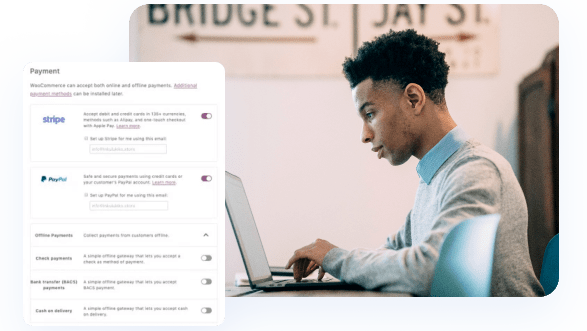 BRIDGE ST. JAY ST.
Payment
WooCommerce can accept both online and offline payments. Additional
payment methods can be installed later.
stripe
Accept debit and credit cards in 135+ currencies,
methods such as Alipay, and one-touch checkout
with Apple Pay. Learn more.
Set up Stripe for me using this email:
PayPal
Safe and secure payments using credit cards or
your customer's PayPal account. Learn more.
Set up PayPal for me using this email:
Offline Payments
Collect payments from customers offline.
Check payments
A simple offline gateway that lets you accept a
check as method of payment.
Bank transfer (BACS)
payments
A simple offline gateway that lets you accept
BACS payment.
Cash on delivery
A simple offline gateway that lets you accept cash
on delivery.